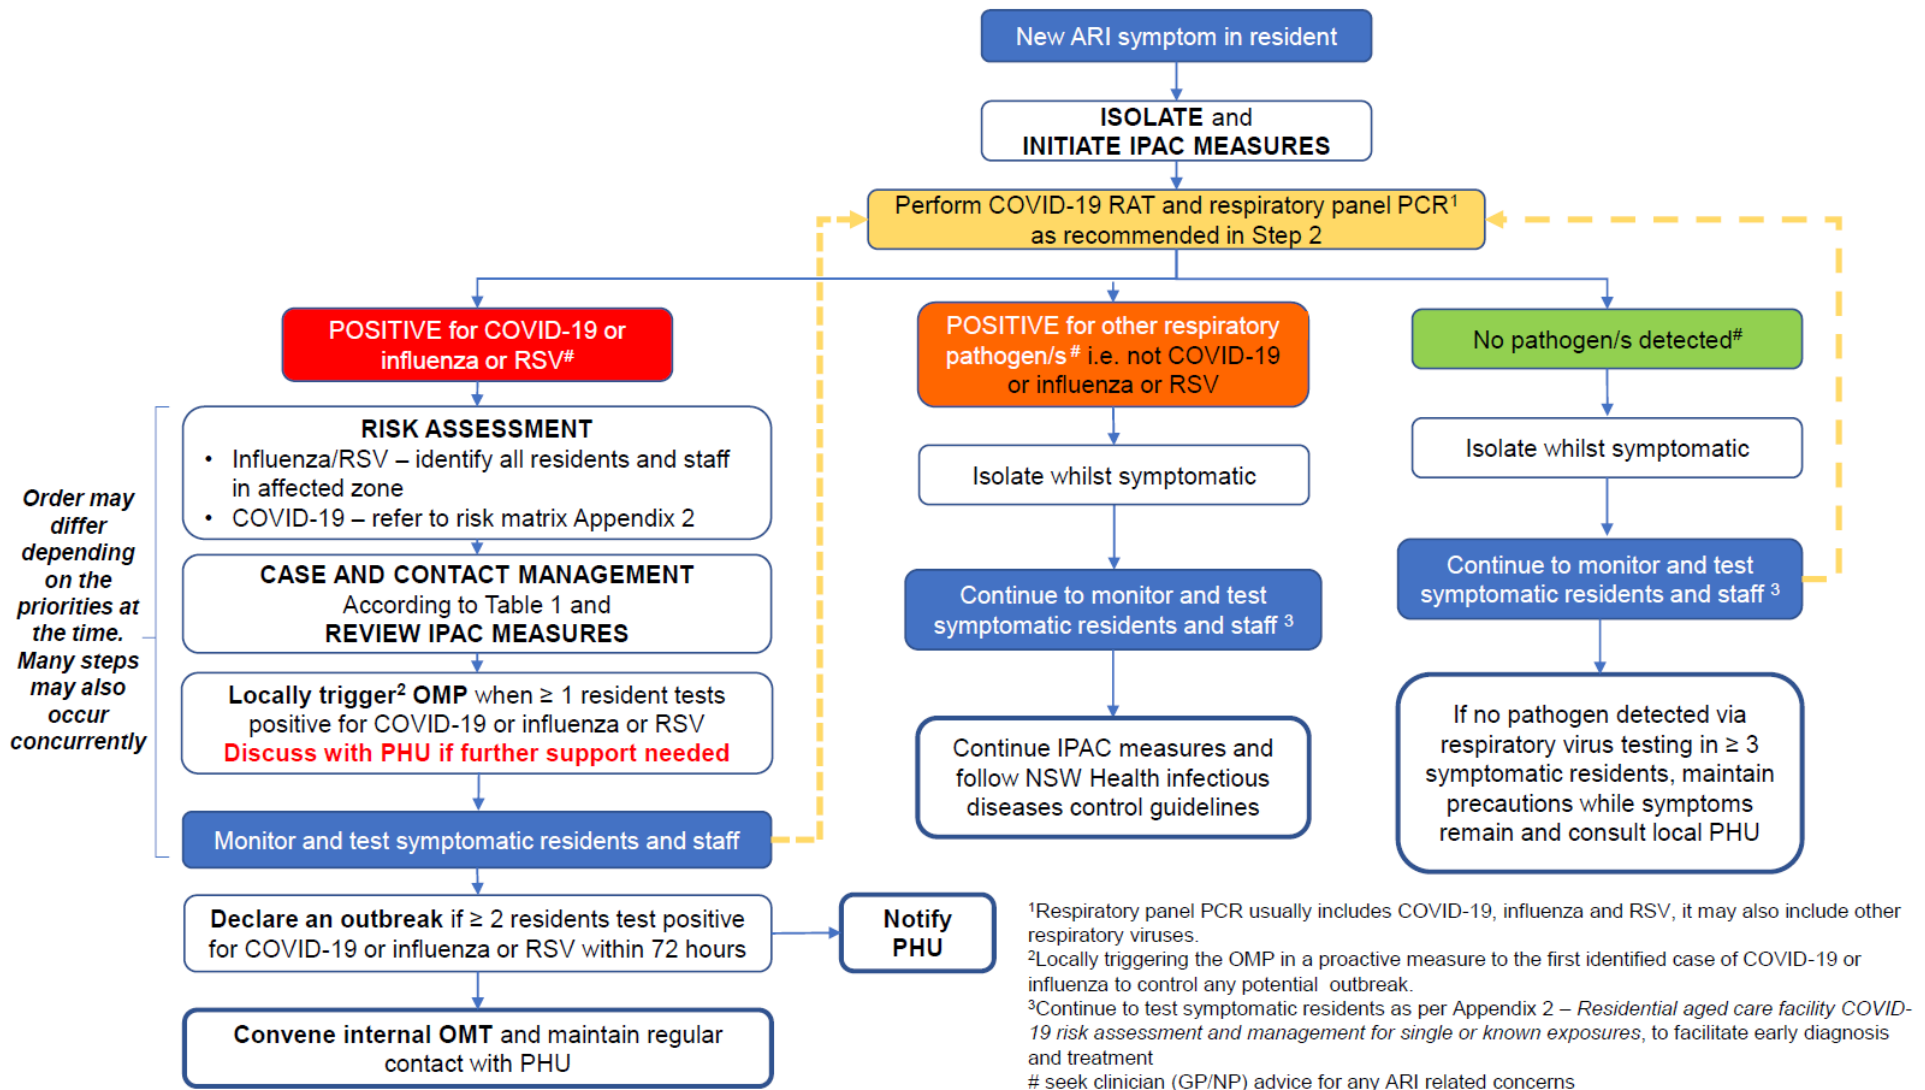 New ARI symptom in resident
ISOLATE and
INITIATE IPAC MEASURES
Perform COVID-19 RAT and respiratory panel PCR¹
as recommended in Step 2
POSITIVE for COVID-19 or
influenza or RSV#
RISK ASSESSMENT
• Influenza/RSV – identify all residents and staff
in affected zone
• COVID-19 – refer to risk matrix Appendix 2
CASE AND CONTACT MANAGEMENT
According to Table 1 and
REVIEW IPAC MEASURES
Locally trigger² OMP when ≥ 1 resident tests
positive for COVID-19 or influenza or RSV
Discuss with PHU if further support needed
Monitor and test symptomatic residents and staff
Order may
differ
depending
on the
priorities at
the time.
Many steps
may also
occur
concurrently
Declare an outbreak if ≥ 2 residents test positive
for COVID-19 or influenza or RSV within 72 hours
Notify
PHU
Convene internal OMT and maintain regular
contact with PHU
POSITIVE for other respiratory
pathogen/s # i.e. not COVID-19
or influenza or RSV
Isolate whilst symptomatic
Continue to monitor and test
symptomatic residents and staff ³
Continue IPAC measures and
follow NSW Health infectious
diseases control guidelines
No pathogen/s detected#
Isolate whilst symptomatic
Continue to monitor and test
symptomatic residents and staff ³
If no pathogen detected via
respiratory virus testing in ≥ 3
symptomatic residents, maintain
precautions while symptoms
remain and consult local PHU
¹Respiratory panel PCR usually includes COVID-19, influenza and RSV, it may also include other
respiratory viruses.
²Locally triggering the OMP in a proactive measure to the first identified case of COVID-19 or
influenza to control any potential outbreak.
³Continue to test symptomatic residents as per Appendix 2 – Residential aged care facility COVID-
19 risk assessment and management for single or known exposures, to facilitate early diagnosis
and treatment
# seek clinician (GP/NP) advice for any ARI related concerns